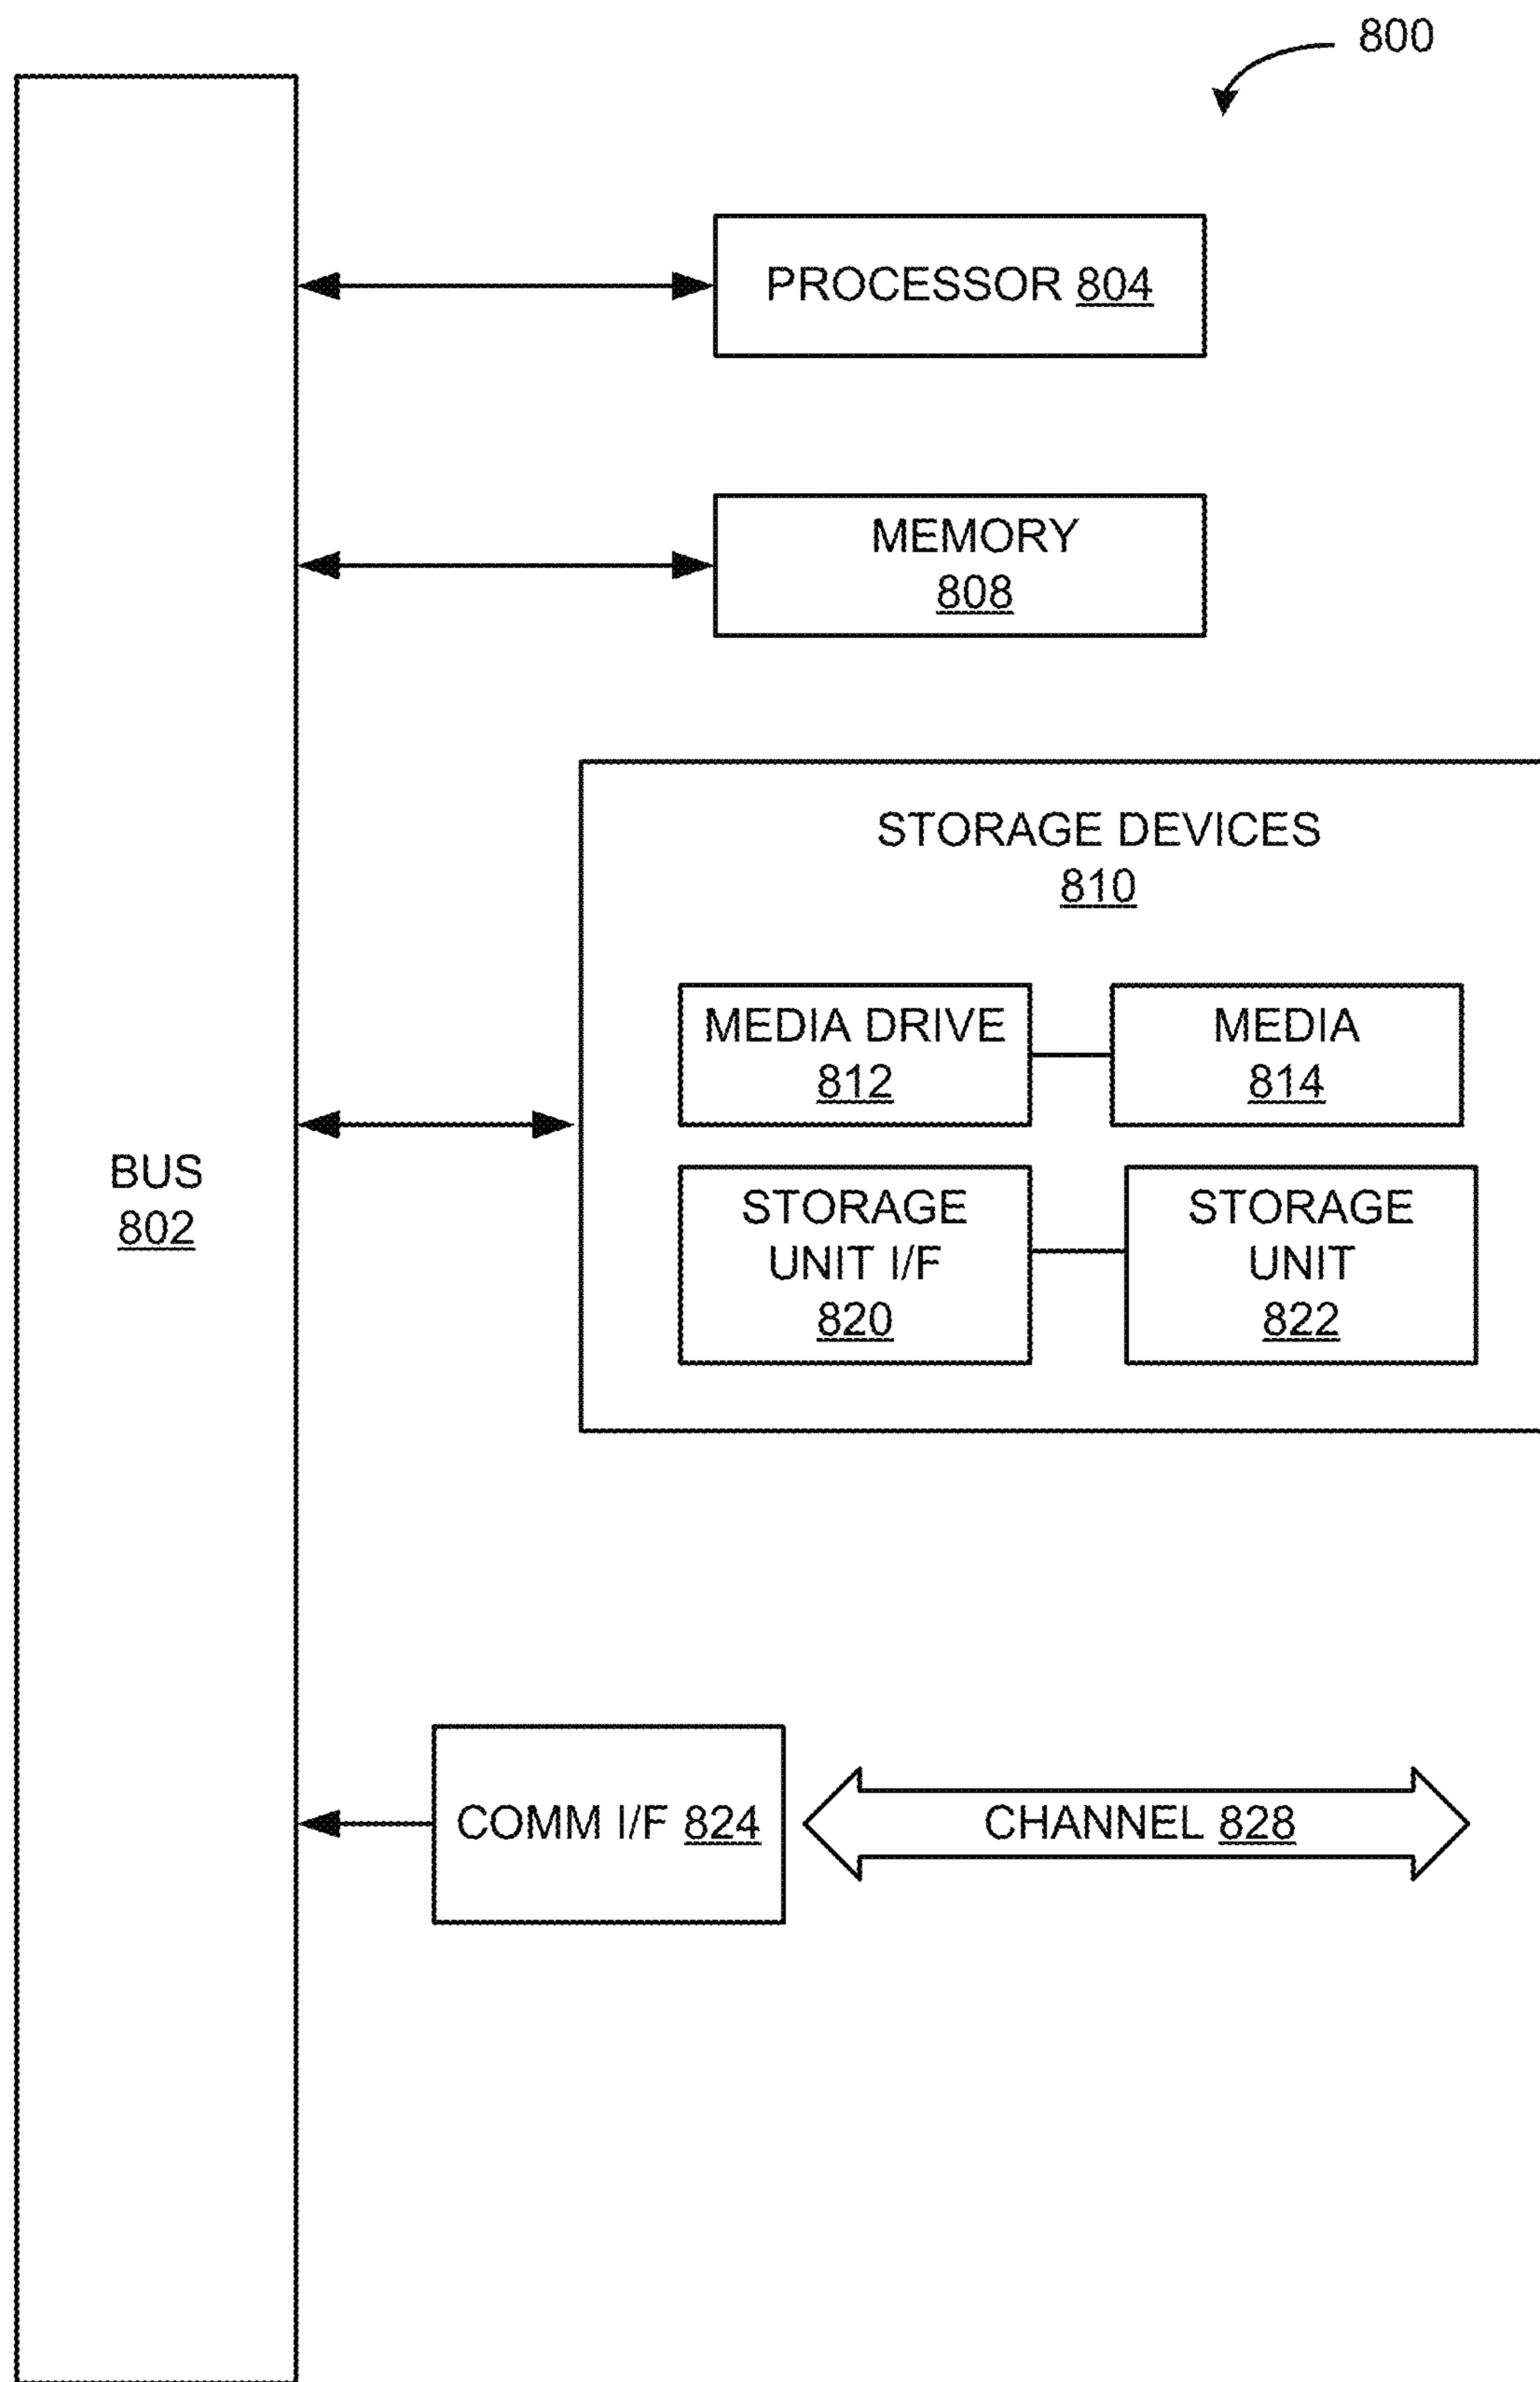 800
PROCESSOR 804
MEMORY
808
STORAGE DEVICES
810
MEDIA DRIVE
812
MEDIA
814
BUS
802
STORAGE
UNIT I/F
820
STORAGE
UNIT
822
COMM I/F 824
CHANNEL 828